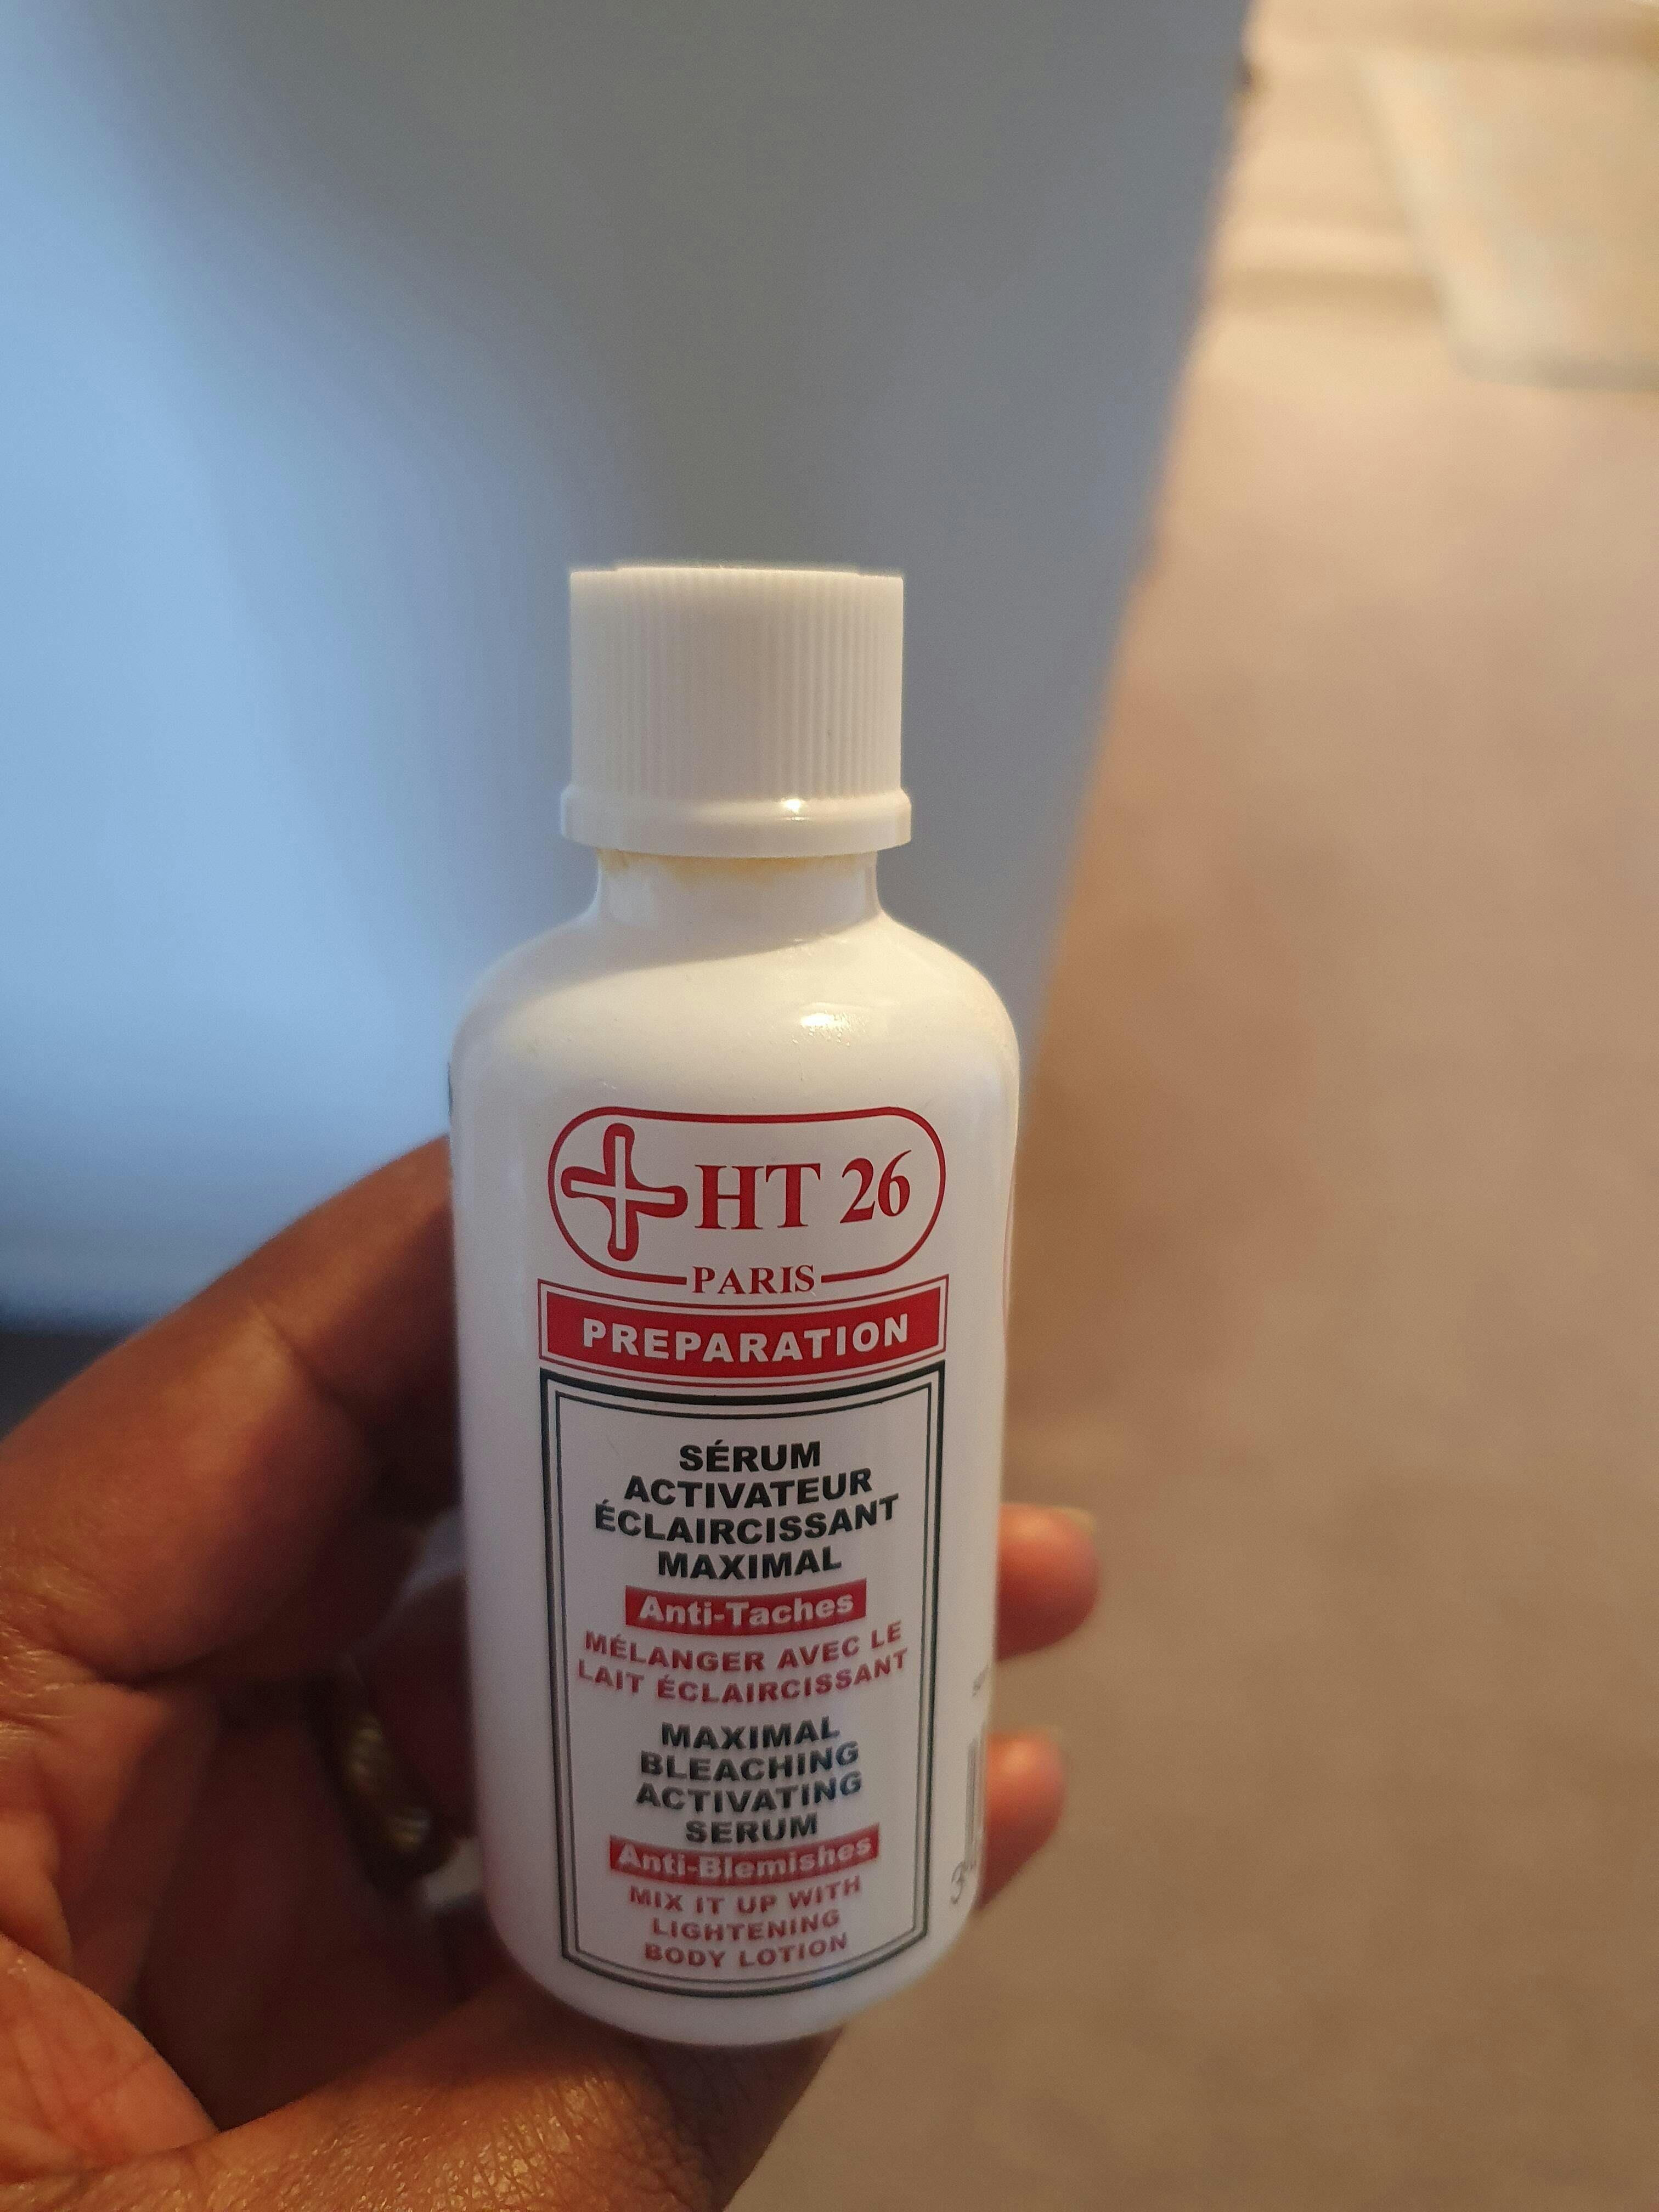 HT 26
PARIS
PREPARATION
SÉRUM
ACTIVATEUR
ÉCLAIRCISSANT
MAXIMAL
Anti-Taches
MÉLANGER AVEC LE
LAIT ÉCLAIRCISSANT
MAXIMAL
BLEACHING
ACTIVATING
SERUM
Anti-Blemishes
MIX IT UP WITH
LIGHTENING
BODY LOTION
3